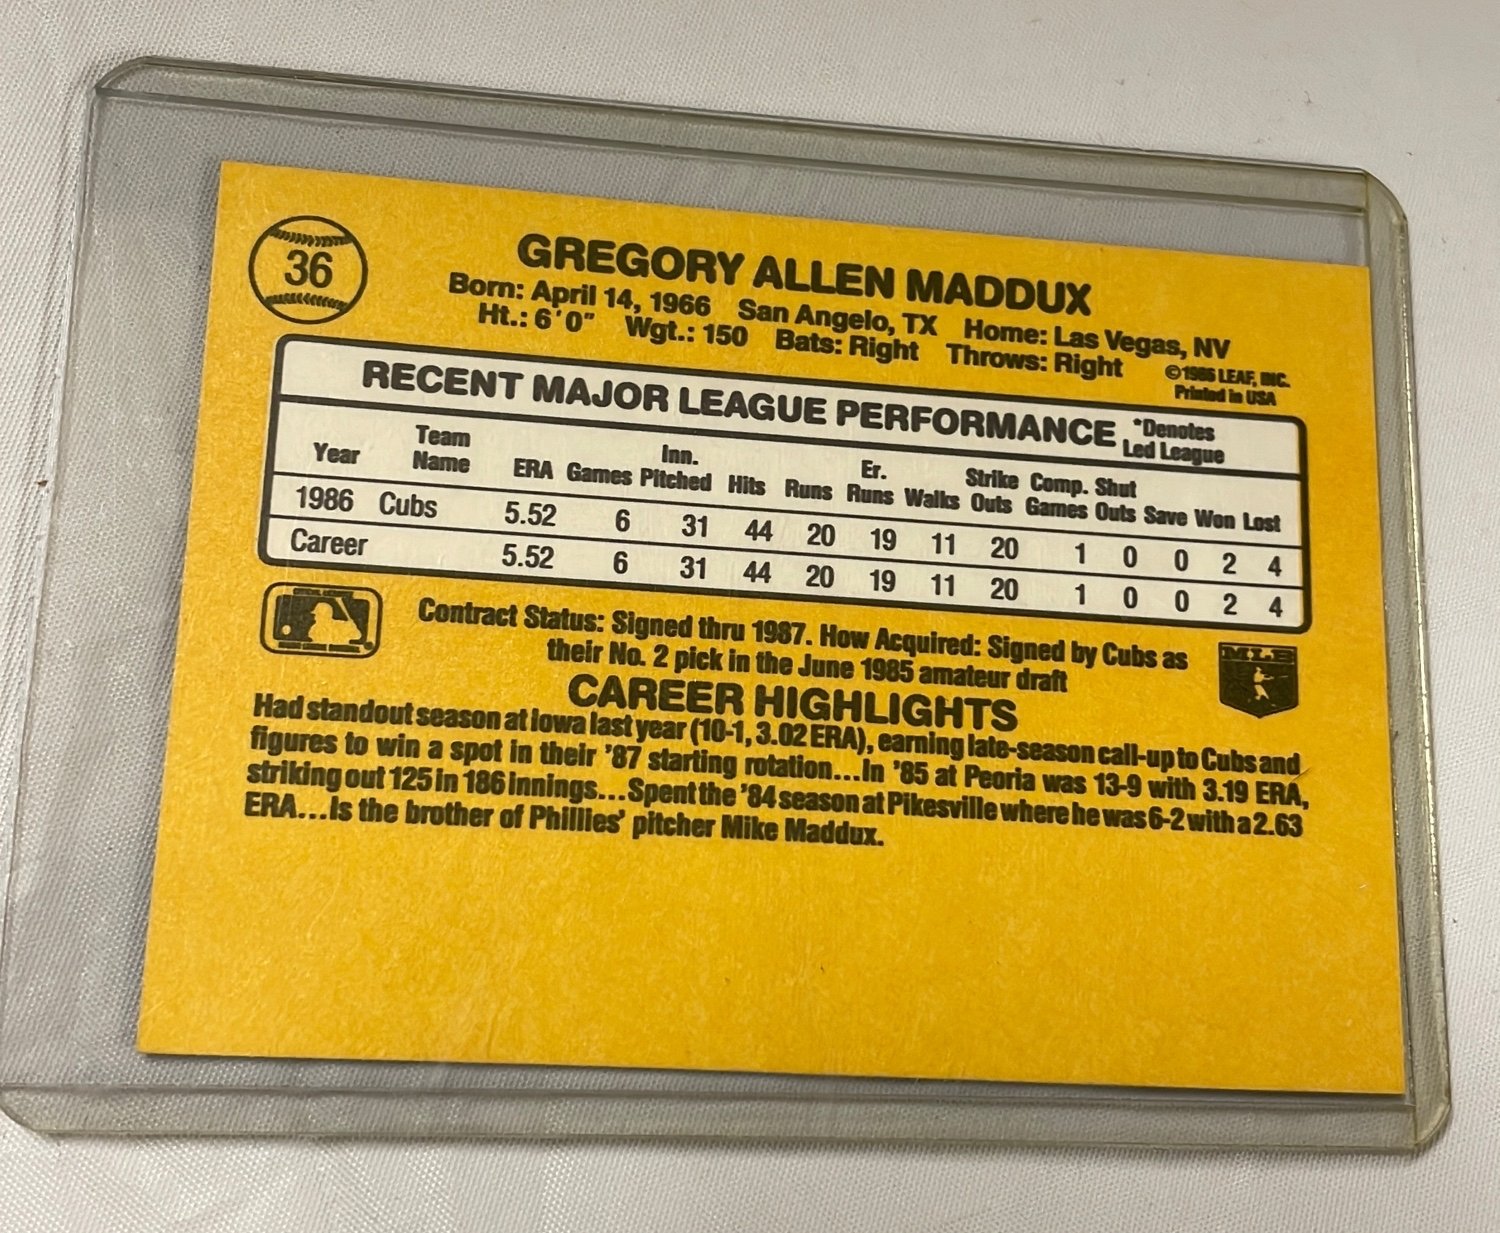 36
GREGORY ALLEN MADDUX
Born: April 14, 1966 San Angelo, TX Home: Las Vegas, NV
Ht.: 6'0" Wgt.: 150 Bats: Right Throws: Right
©1986 LEAF, INC.
Printed in USA
RECENT MAJOR LEAGUE PERFORMANCE *Denotes Led League
Year Team Name ERA Games Inn. Pitched Hits Runs Er. Runs Walks Strike Outs Comp. Games Shut Outs Save Won Lost
1986 Cubs 5.52 6 31 44 20 19 11 20 1 0 0 2 4
Career 5.52 6 31 44 20 19 11 20 1 0 0 2 4
Contract Status: Signed thru 1987. How Acquired: Signed by Cubs as
their No. 2 pick in the June 1985 amateur draft
MLB
CAREER HIGHLIGHTS
Had standout season at Iowa last year (10-1, 3.02 ERA), earning late-season call-up to Cubs and
figures to win a spot in their '87 starting rotation...In '85 at Peoria was 13-9 with 3.19 ERA,
striking out 125 in 186 innings...Spent the '84 season at Pikesville where he was 6-2 with a 2.63
ERA...Is the brother of Phillies' pitcher Mike Maddux.